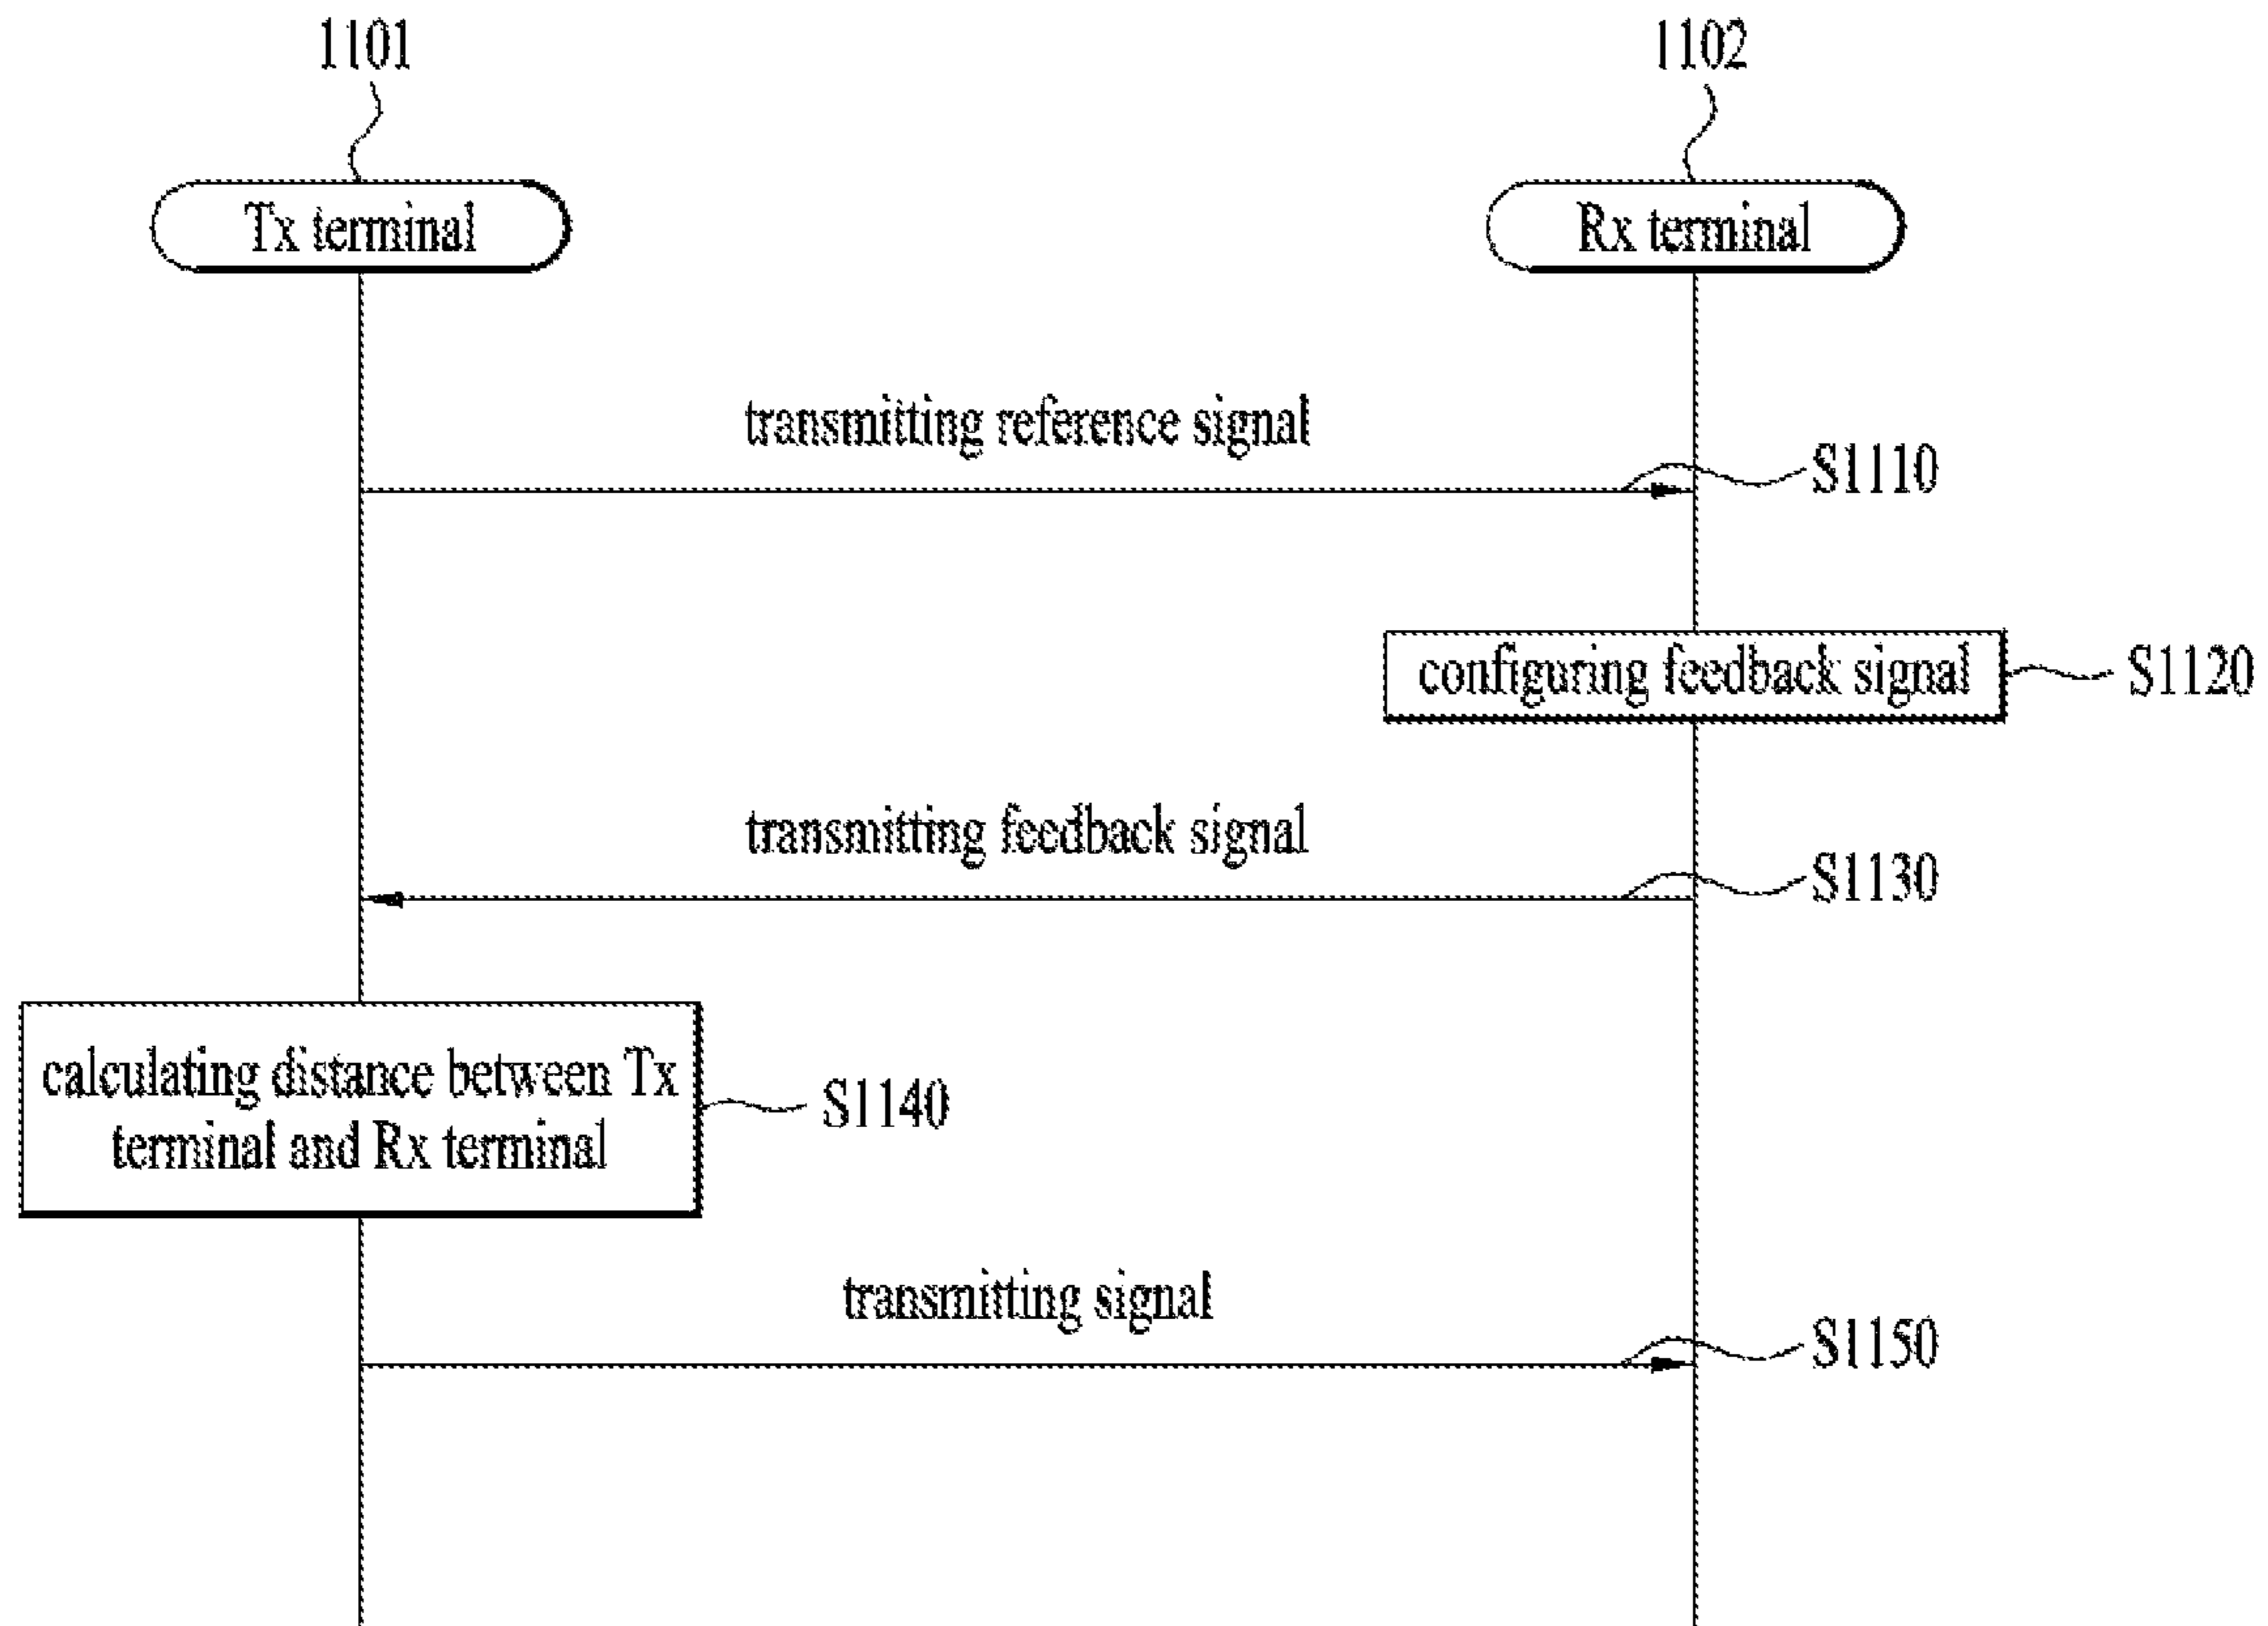 1101
1102
Tx terminal
Rx terminal
transmitting reference signal
S1110
configuring feedback signal
S1120
transmitting feedback signal
S1130
calculating distance between Tx
terminal and Rx terminal
S1140
transmitting signal
S1150